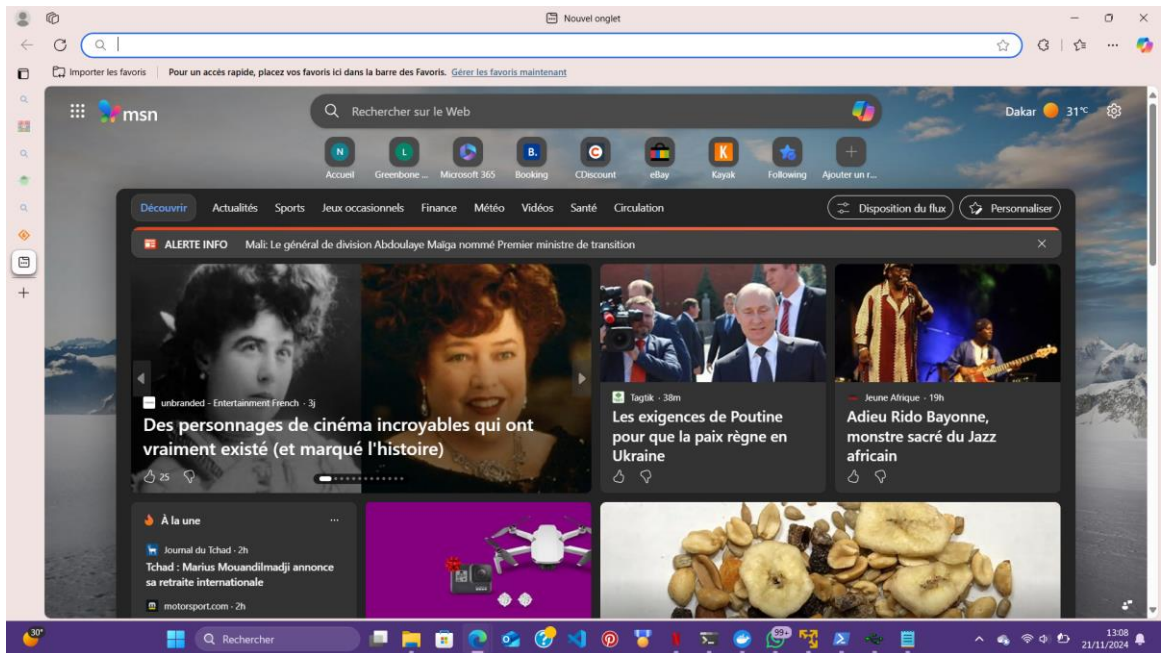 Nouvel onglet
Importer les favoris
Pour un accès rapide, placez vos favoris ici dans la barre des Favoris. Gérer les favoris maintenant
msn
Rechercher sur le Web
Dakar 31°C
N
L
B.
C
K
Accueil
Greenbone ...
Microsoft 365
Booking
CDiscount
eBay
Kayak
Following
Ajouter un r...
Découvrir
Actualités
Sports
Jeux occasionnels
Finance
Météo
Vidéos
Santé
Circulation
Disposition du flux
Personnaliser
ALERTE INFO Mali: Le général de division Abdoulaye Maïga nommé Premier ministre de transition
unbranded - Entertainment French · 3j
Des personnages de cinéma incroyables qui ont
vraiment existé (et marqué l'histoire)
25
Tagtik · 38m
Les exigences de Poutine
pour que la paix règne en
Ukraine
Jeune Afrique · 19h
Adieu Rido Bayonne,
monstre sacré du Jazz
africain
À la une
Journal du Tchad · 2h
Tchad : Marius Mouandilmadji annonce
sa retraite internationale
motorsport.com · 2h
30°
Rechercher
99+
13:08
21/11/2024